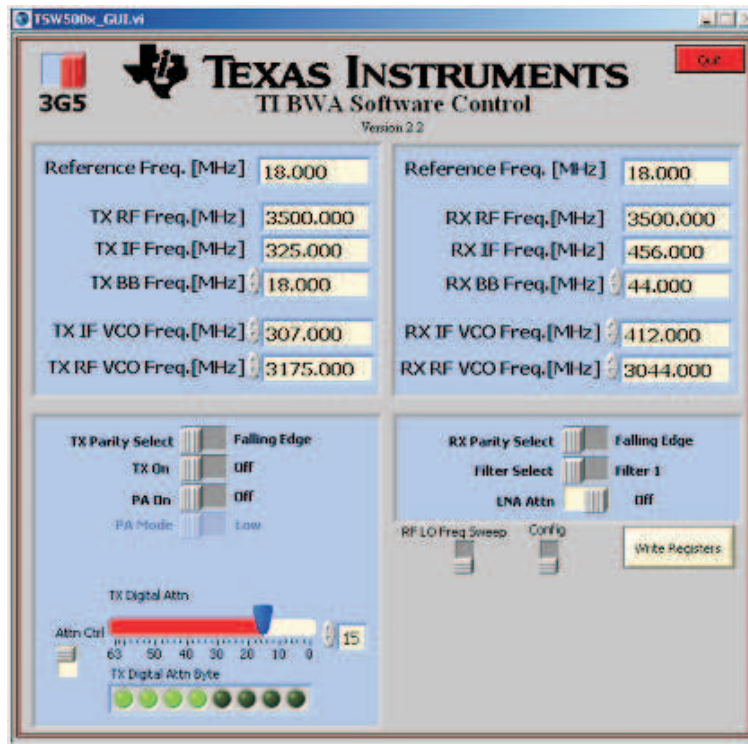 TSW500x_GUI.vi
3G5
TEXAS INSTRUMENTS
TI BWA Software Control
Version 2.2
Quit
Reference Freq. [MHz] 18.000
TX RF Freq.[MHz] 3500.000
TX IF Freq.[MHz] 325.000
TX BB Freq.[MHz] 18.000
TX IF VCO Freq.[MHz] 307.000
TX RF VCO Freq.[MHz] 3175.000
Reference Freq. [MHz] 18.000
RX RF Freq.[MHz] 3500.000
RX IF Freq.[MHz] 456.000
RX BB Freq.[MHz] 44.000
RX IF VCO Freq.[MHz] 412.000
RX RF VCO Freq.[MHz] 3044.000
TX Parity Select Falling Edge
TX On Off
PA On Off
PA Mode Low
TX Digital Attn
Attn Ctrl
15
63 50 40 30 20 10 0
TX Digital Attn Byte
RX Parity Select Falling Edge
Filter Select Filter 1
LNA Attn Off
RF LO Freq Sweep Config
Write Registers